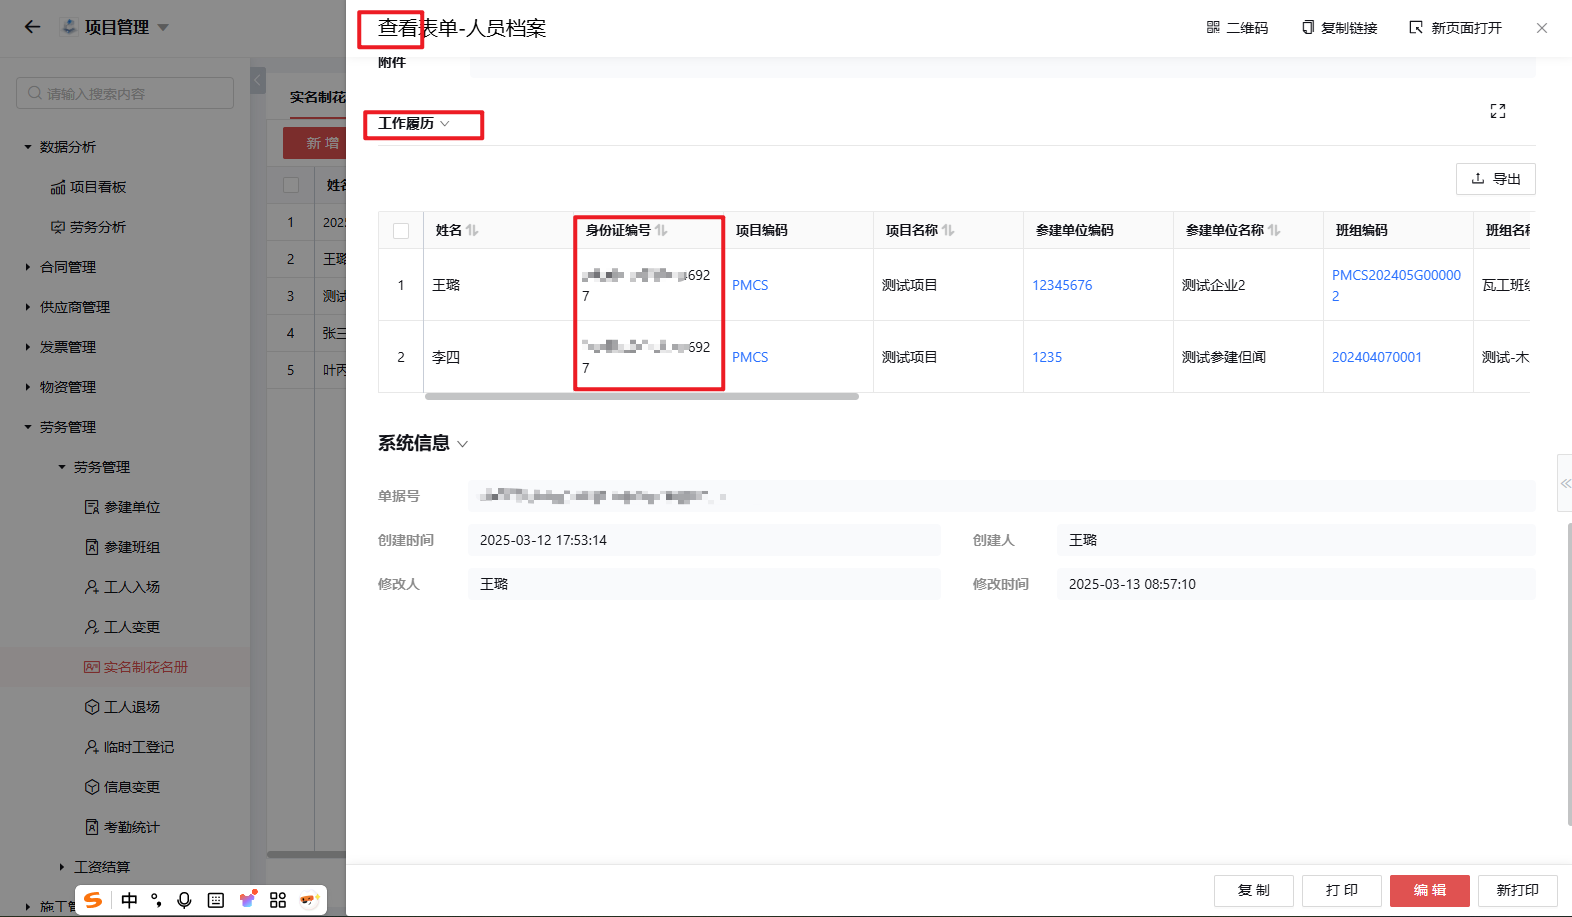 项目管理
请输入搜索内容
数据分析
项目看板
劳务分析
合同管理
供应商管理
发票管理
物资管理
劳务管理
劳务管理
参建单位
参建班组
工人入场
工人变更
实名制花名册
工人退场
临时工登记
信息变更
考勤统计
工资结算
中
实名制花
新 增
1 202
2 王璐
3 测试
4 张三
5
查看表单-人员档案
二维码 复制链接 新页面打开
附件
工作履历
导出
姓名 身份证编号 项目编码 项目名称 参建单位编码 参建单位名称 班组编码 班组名称
1 王璐 692
7 PMCS 测试项目 12345676 测试企业2 PMCS202405G00000
2 瓦工班组
2 李四 692
7 PMCS 测试项目 1235 测试参建但闻 202404070001 测试-木
系统信息
单据号
创建时间 2025-03-12 17:53:14 创建人 王璐
修改人 王璐 修改时间 2025-03-13 08:57:10
复 制 打 印 编 辑 新打印